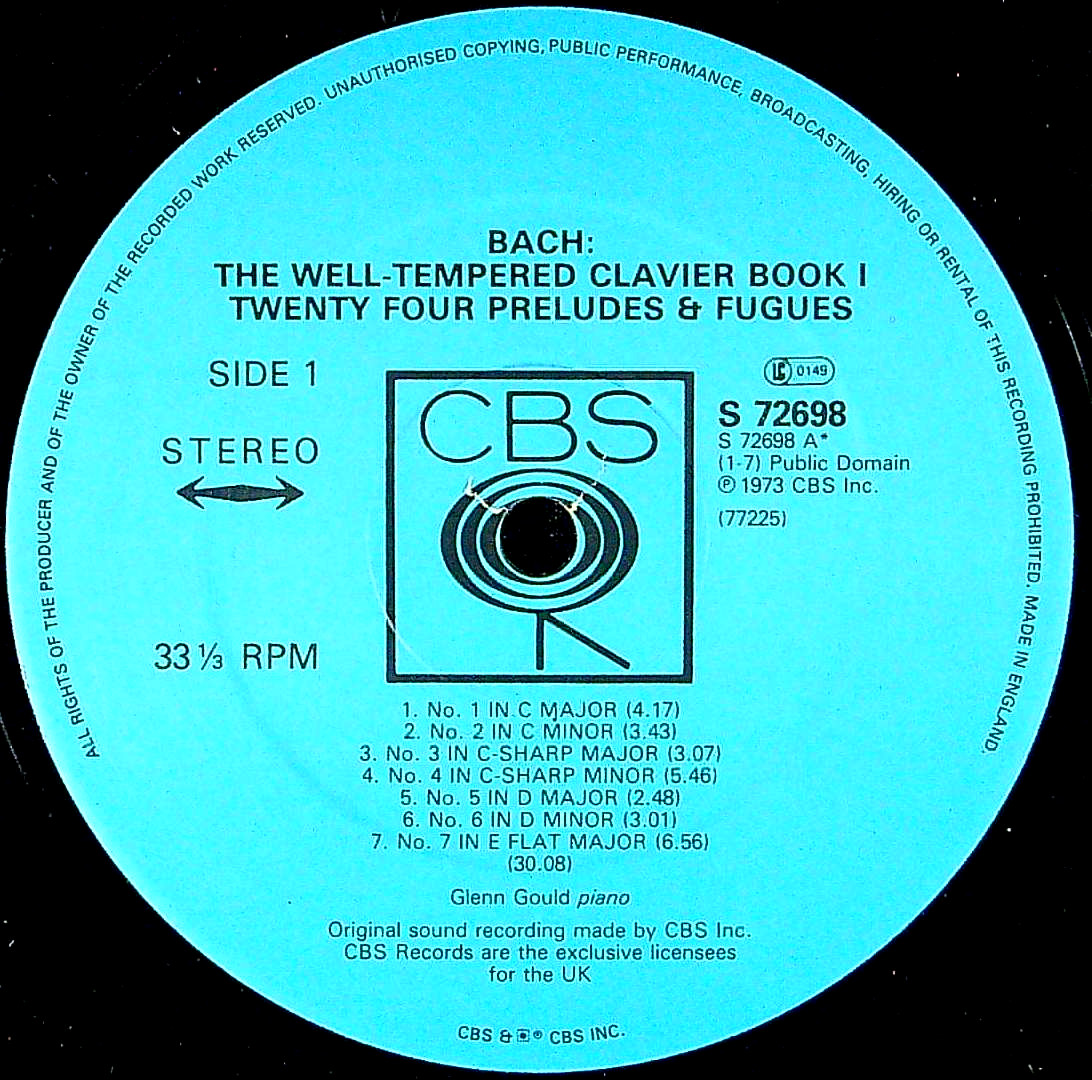 ALL RIGHTS OF THE PRODUCER AND OF THE OWNER OF THE RECORDED WORK RESERVED. UNAUTHORISED COPYING, PUBLIC PERFORMANCE, BROADCASTING, HIRING OR RENTAL OF THIS RECORDING PROHIBITED. MADE IN ENGLAND.
BACH:
THE WELL-TEMPERED CLAVIER BOOK I
TWENTY FOUR PRELUDES & FUGUES
SIDE 1
STEREO
33 ⅓ RPM
CBS
LC 0149
S 72698
S 72698 A*
(1-7) Public Domain
℗ 1973 CBS Inc.
(77225)
1. No. 1 IN C MAJOR (4.17)
2. No. 2 IN C MINOR (3.43)
3. No. 3 IN C-SHARP MAJOR (3.07)
4. No. 4 IN C-SHARP MINOR (5.46)
5. No. 5 IN D MAJOR (2.48)
6. No. 6 IN D MINOR (3.01)
7. No. 7 IN E FLAT MAJOR (6.56)
(30.08)
Glenn Gould piano
Original sound recording made by CBS Inc.
CBS Records are the exclusive licensees
for the UK
CBS & ® CBS INC.